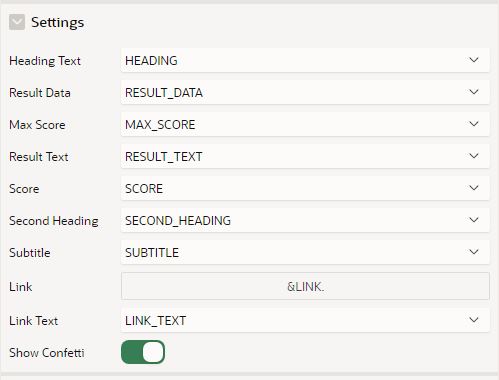 Settings
Heading Text HEADING
Result Data RESULT_DATA
Max Score MAX_SCORE
Result Text RESULT_TEXT
Score SCORE
Second Heading SECOND_HEADING
Subtitle SUBTITLE
Link &LINK.
Link Text LINK_TEXT
Show Confetti